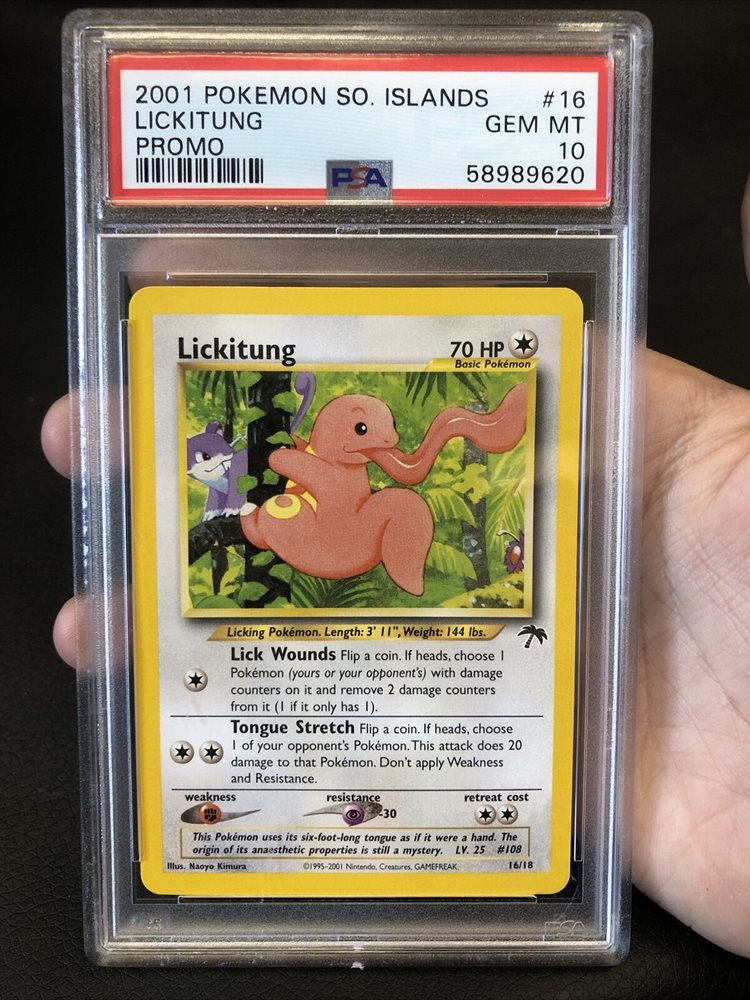 2001 POKEMON SO. ISLANDS #16
LICKITUNG GEM MT
PROMO 10
PSA 58989620
Lickitung 70 HP
Basic Pokémon
Licking Pokémon. Length: 3' 11", Weight: 144 lbs.
Lick Wounds Flip a coin. If heads, choose 1
Pokémon (yours or your opponent's) with damage
counters on it and remove 2 damage counters
from it (1 if it only has 1).
Tongue Stretch Flip a coin. If heads, choose
1 of your opponent's Pokémon. This attack does 20
damage to that Pokémon. Don't apply Weakness
and Resistance.
weakness resistance retreat cost
-30
This Pokémon uses its six-foot-long tongue as if it were a hand. The
origin of its anaesthetic properties is still a mystery. LV. 25 #108
Illus. Naoyo Kimura ©1995-2001 Nintendo, Creatures, GAMEFREAK. 16/18
PSA